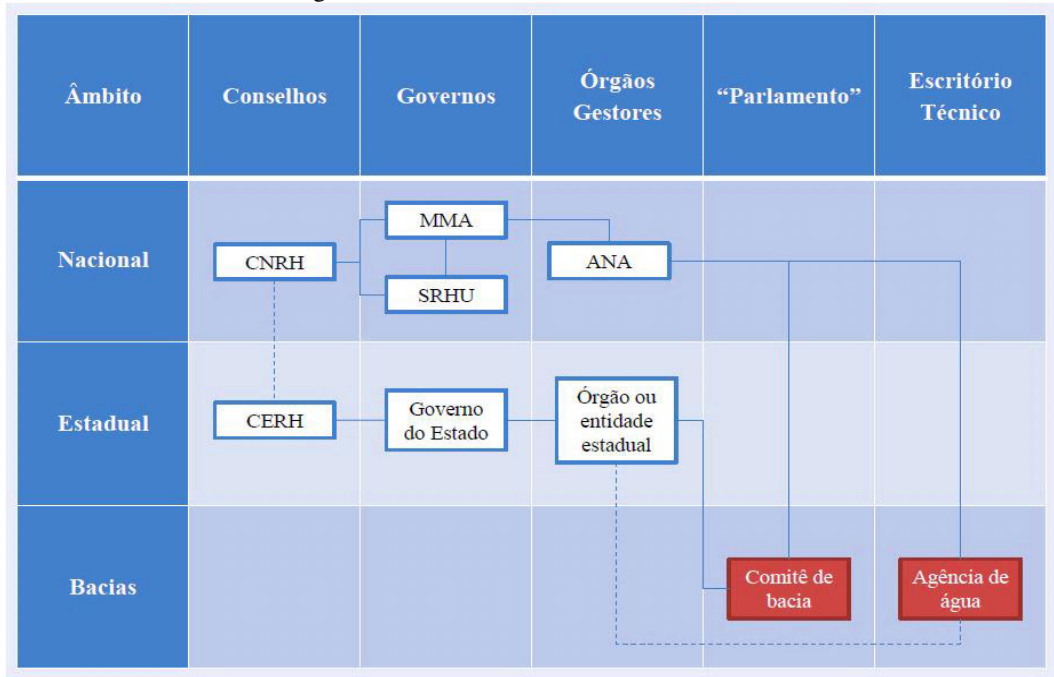 Âmbito
Conselhos
Governos
Órgãos
Gestores
“Parlamento”
Escritório
Técnico
Nacional
CNRH
MMA
SRHU
ANA
Estadual
CERH
Governo
do Estado
Órgão ou
entidade
estadual
Bacias
Comitê de
bacia
Agência de
água